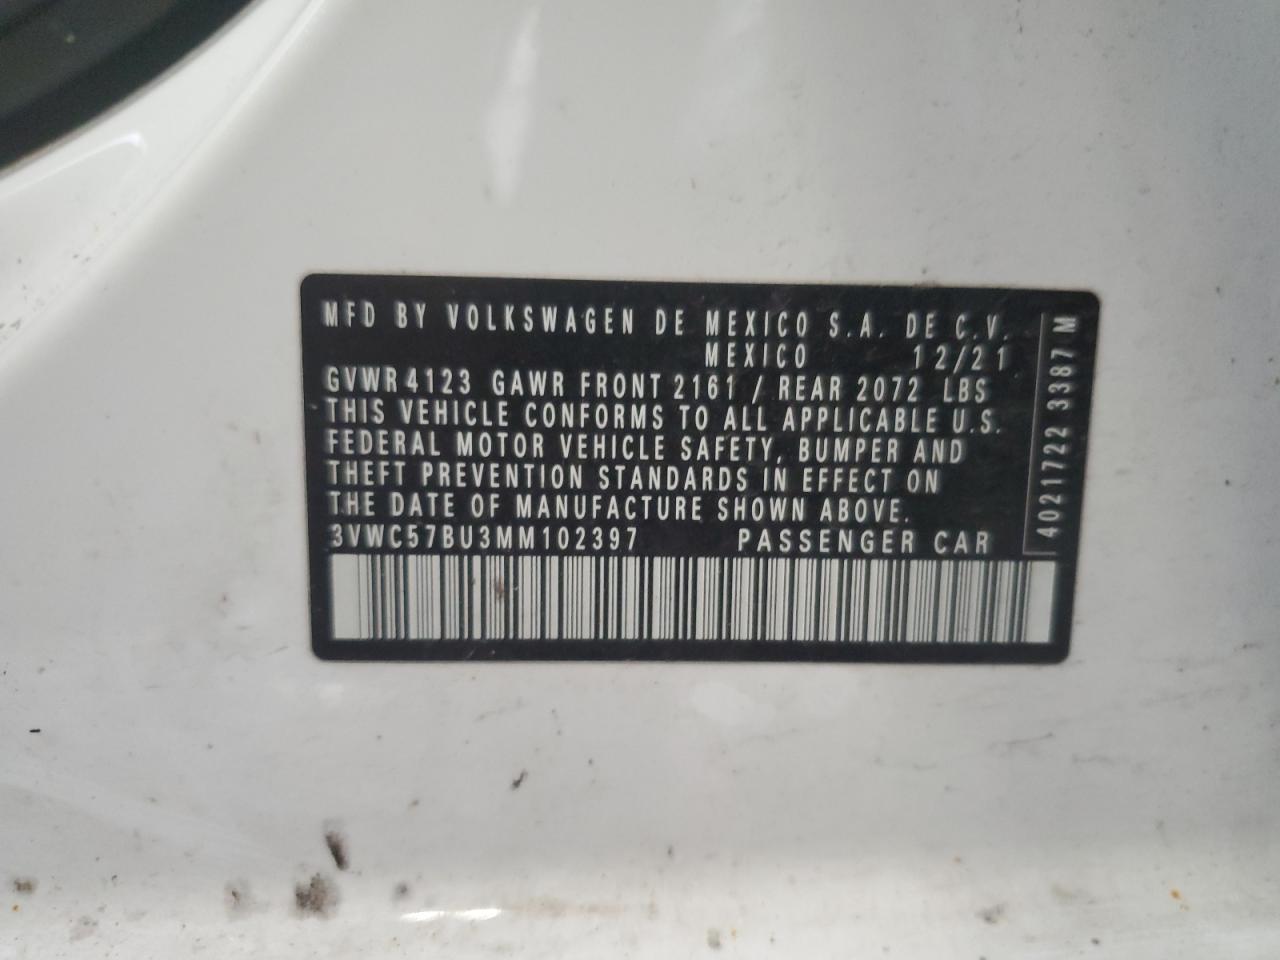 MFD BY VOLKSWAGEN DE MEXICO S.A. DE C.V.
MEXICO 12/21
GVWR 4123 GAWR FRONT 2161 / REAR 2072 LBS
THIS VEHICLE CONFORMS TO ALL APPLICABLE U.S.
FEDERAL MOTOR VEHICLE SAFETY, BUMPER AND
THEFT PREVENTION STANDARDS IN EFFECT ON
THE DATE OF MANUFACTURE SHOWN ABOVE.
3VWC57BU3MM102397 PASSENGER CAR
4021722 3387 M